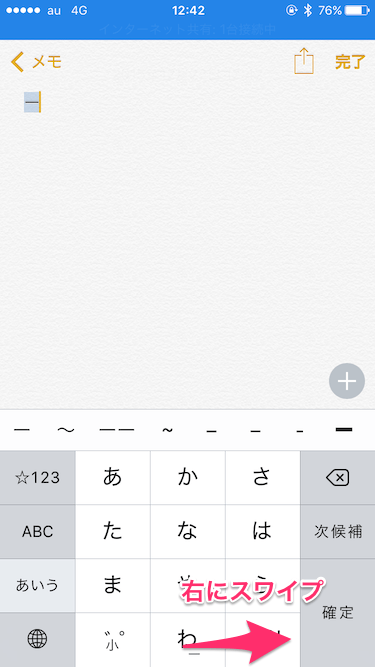 au 4G 12:42 76%
インターネット共有: 1台接続中
メモ 完了
ー
ー 〜 ーー ~ – – - ━
☆123 あ か さ
ABC た な は 次候補
あいう ま や ら 確定
右にスワイプ
゛゜小 わ